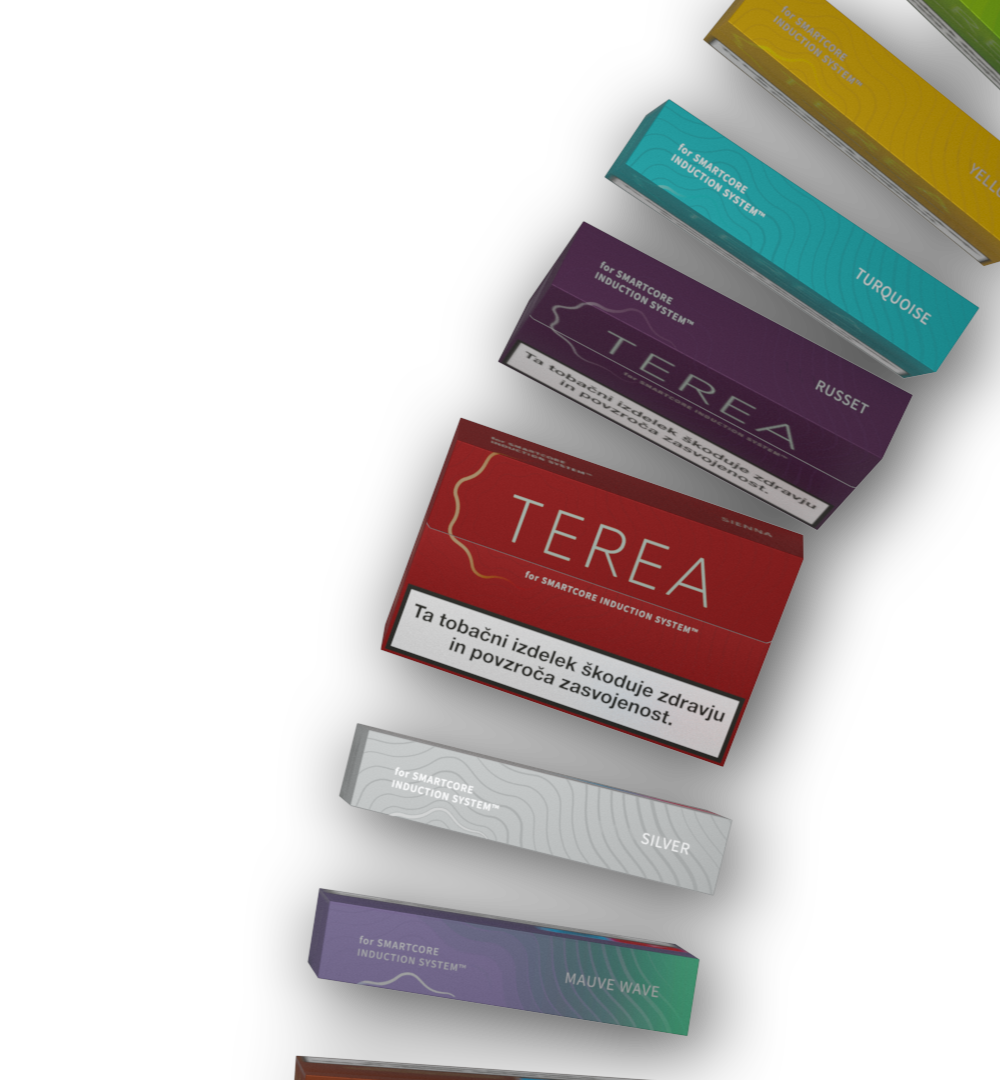 for SMARTCORE
INDUCTION SYSTEM™
for SMARTCORE
INDUCTION SYSTEM™
TURQUOISE
for SMARTCORE
INDUCTION SYSTEM™
RUSSET
TEREA
for SMARTCORE INDUCTION SYSTEM™
Ta tobačni izdelek škoduje zdravju
in povzroča zasvojenost.
for SMARTCORE
INDUCTION SYSTEM™
SIENNA
TEREA
for SMARTCORE INDUCTION SYSTEM™
Ta tobačni izdelek škoduje zdravju
in povzroča zasvojenost.
for SMARTCORE
INDUCTION SYSTEM™
SILVER
for SMARTCORE
INDUCTION SYSTEM™
MAUVE WAVE